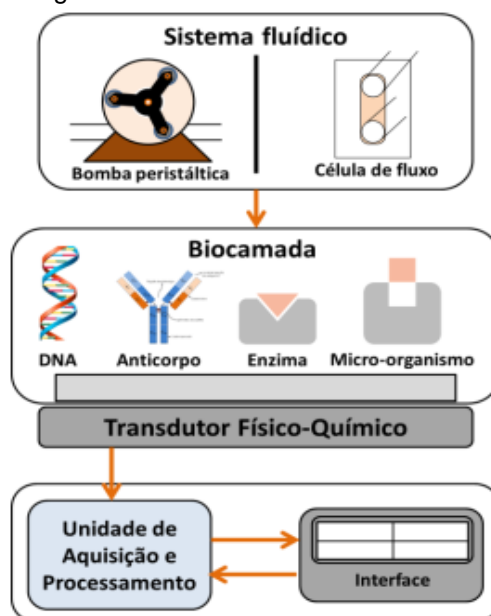 Sistema fluídico
Bomba peristáltica
Célula de fluxo
Biocamada
DNA Anticorpo Enzima Micro-organismo
Transdutor Físico-Químico
Unidade de
Aquisição e
Processamento
Interface